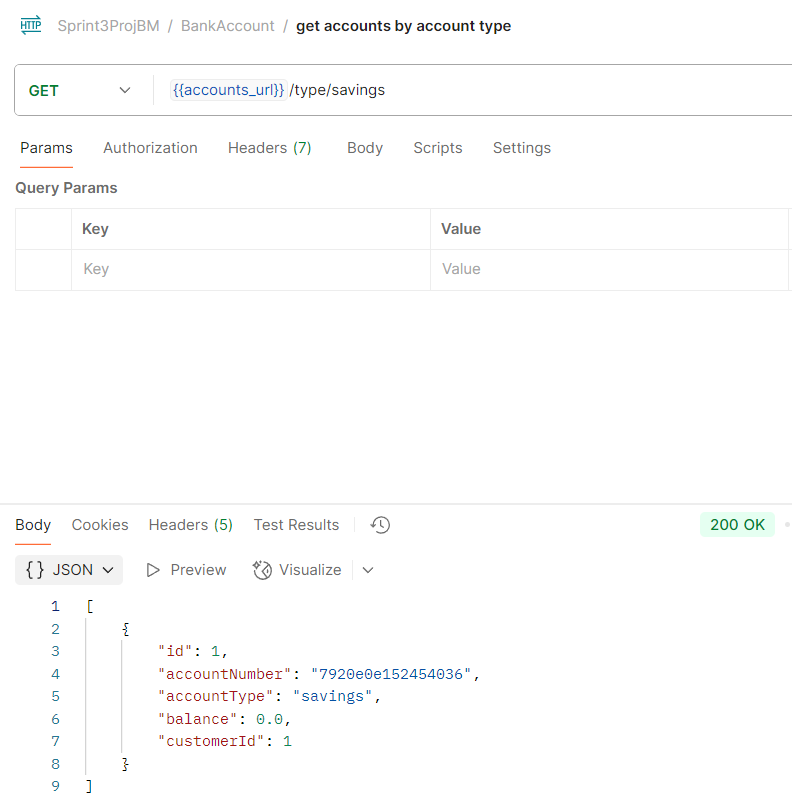 HTTP Sprint3ProjBM / BankAccount / get accounts by account type
GET {{accounts_url}} /type/savings
Params Authorization Headers (7) Body Scripts Settings
Query Params
Key Value
Key Value
Body Cookies Headers (5) Test Results 200 OK
{} JSON Preview Visualize
1 [
2 {
3 "id": 1,
4 "accountNumber": "7920e0e152454036",
5 "accountType": "savings",
6 "balance": 0.0,
7 "customerId": 1
8 }
9 ]